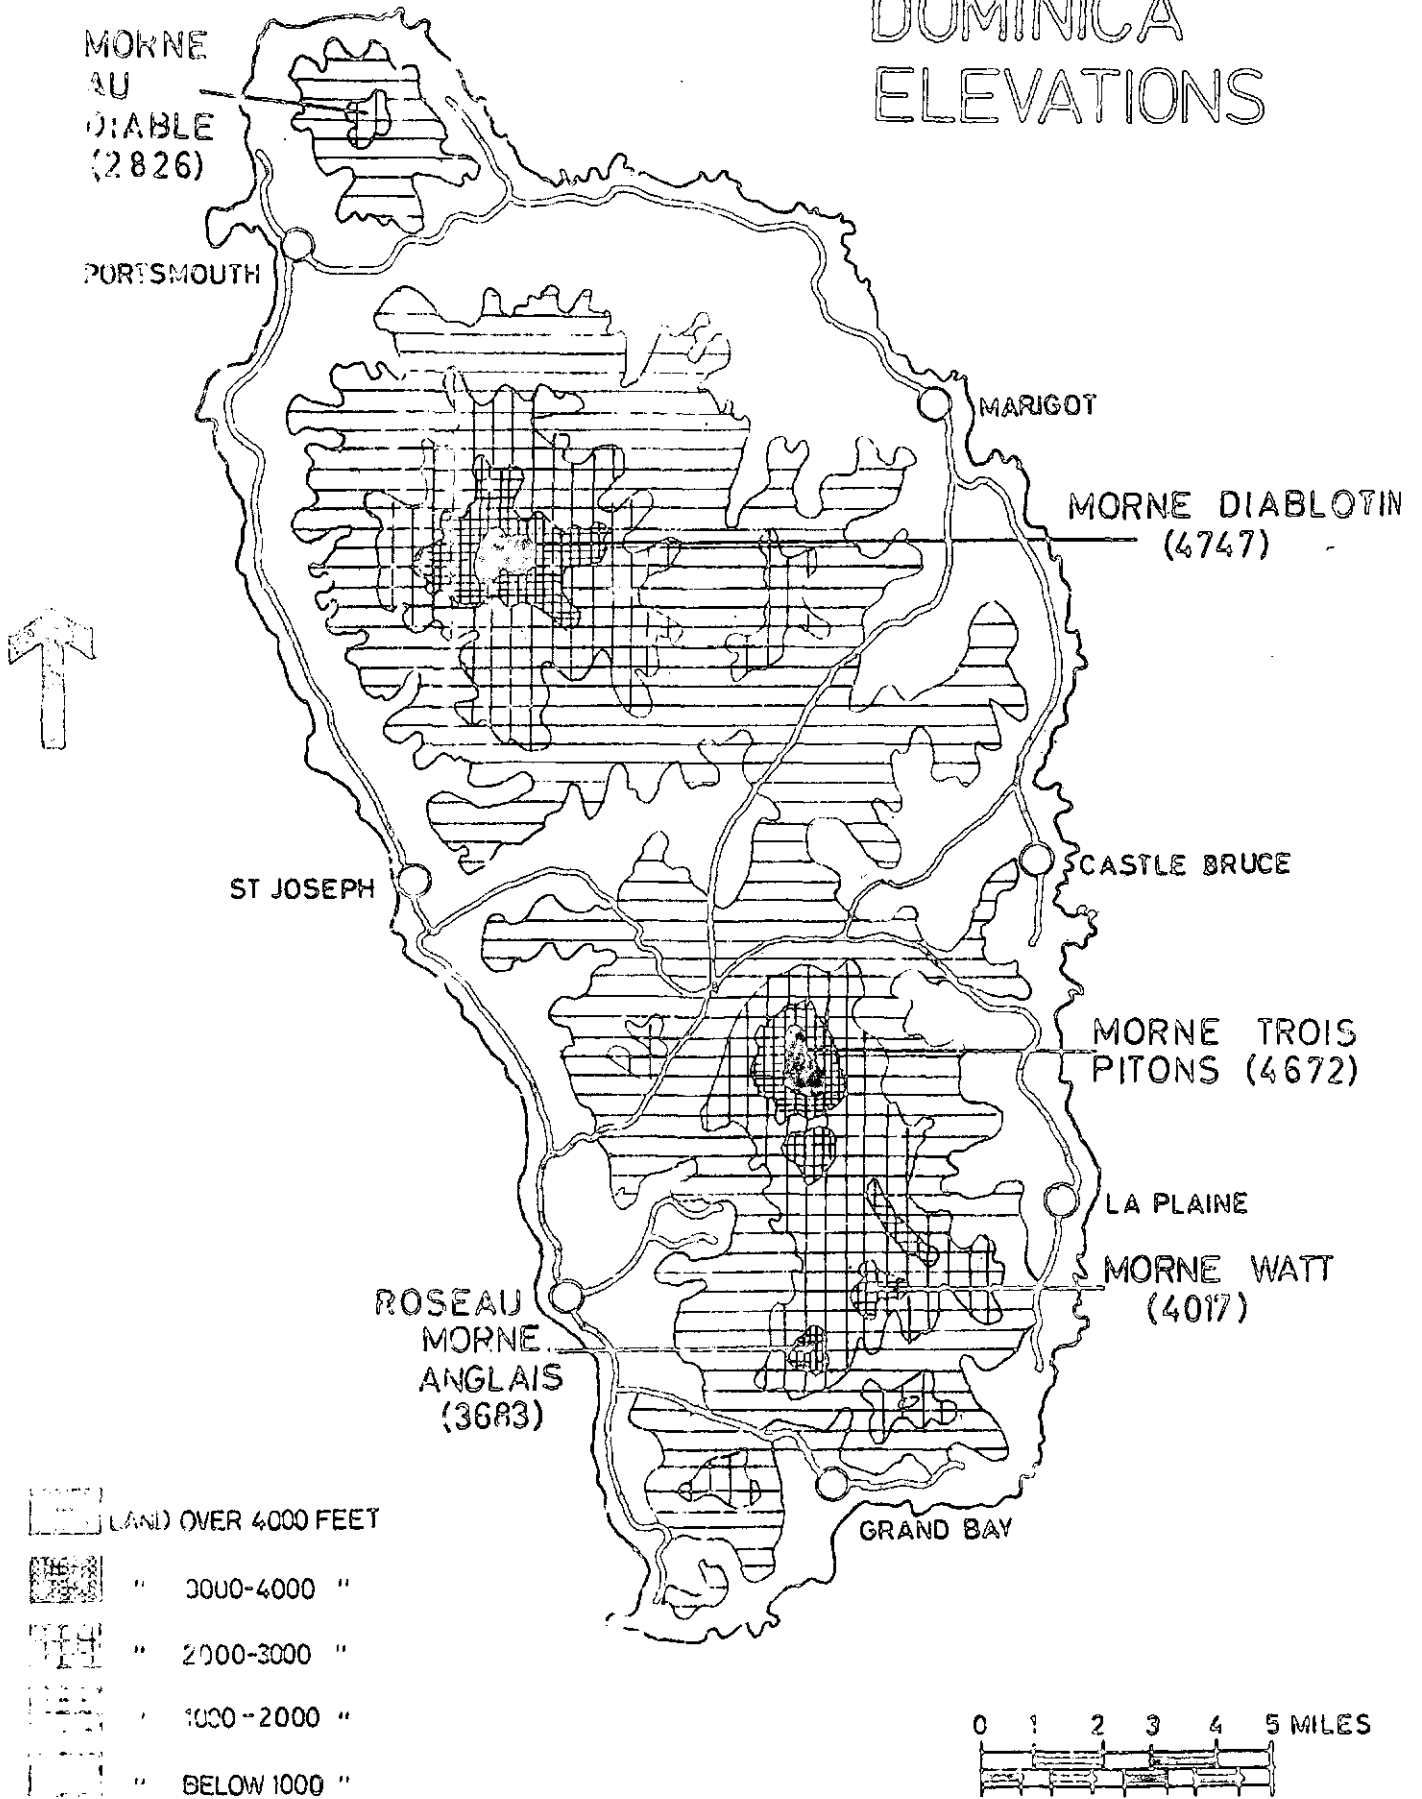 DOMINICA
ELEVATIONS
MORNE
AU
DIABLE
(2826)
PORTSMOUTH
MARIGOT
MORNE DIABLOTIN
(4747)
ST JOSEPH
CASTLE BRUCE
MORNE TROIS
PITONS (4672)
LA PLAINE
MORNE WATT
(4017)
ROSEAU
MORNE
ANGLAIS
(3683)
GRAND BAY
LAND OVER 4000 FEET
" 3000-4000 "
" 2000-3000 "
" 1000-2000 "
" BELOW 1000 "
0 1 2 3 4 5 MILES